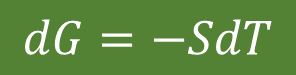 dG = −SdT